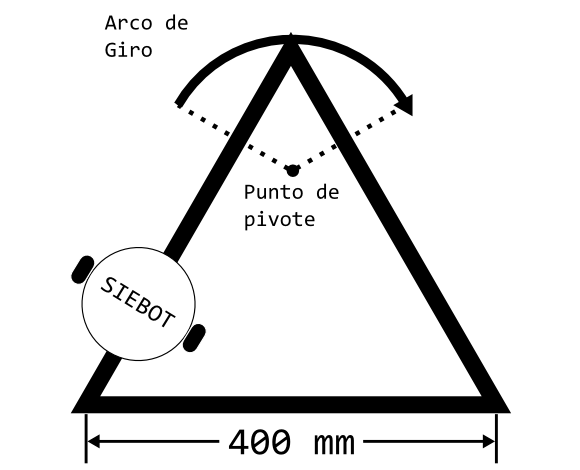 Arco de
Giro
Punto de
pivote
SIEBOT
400 mm